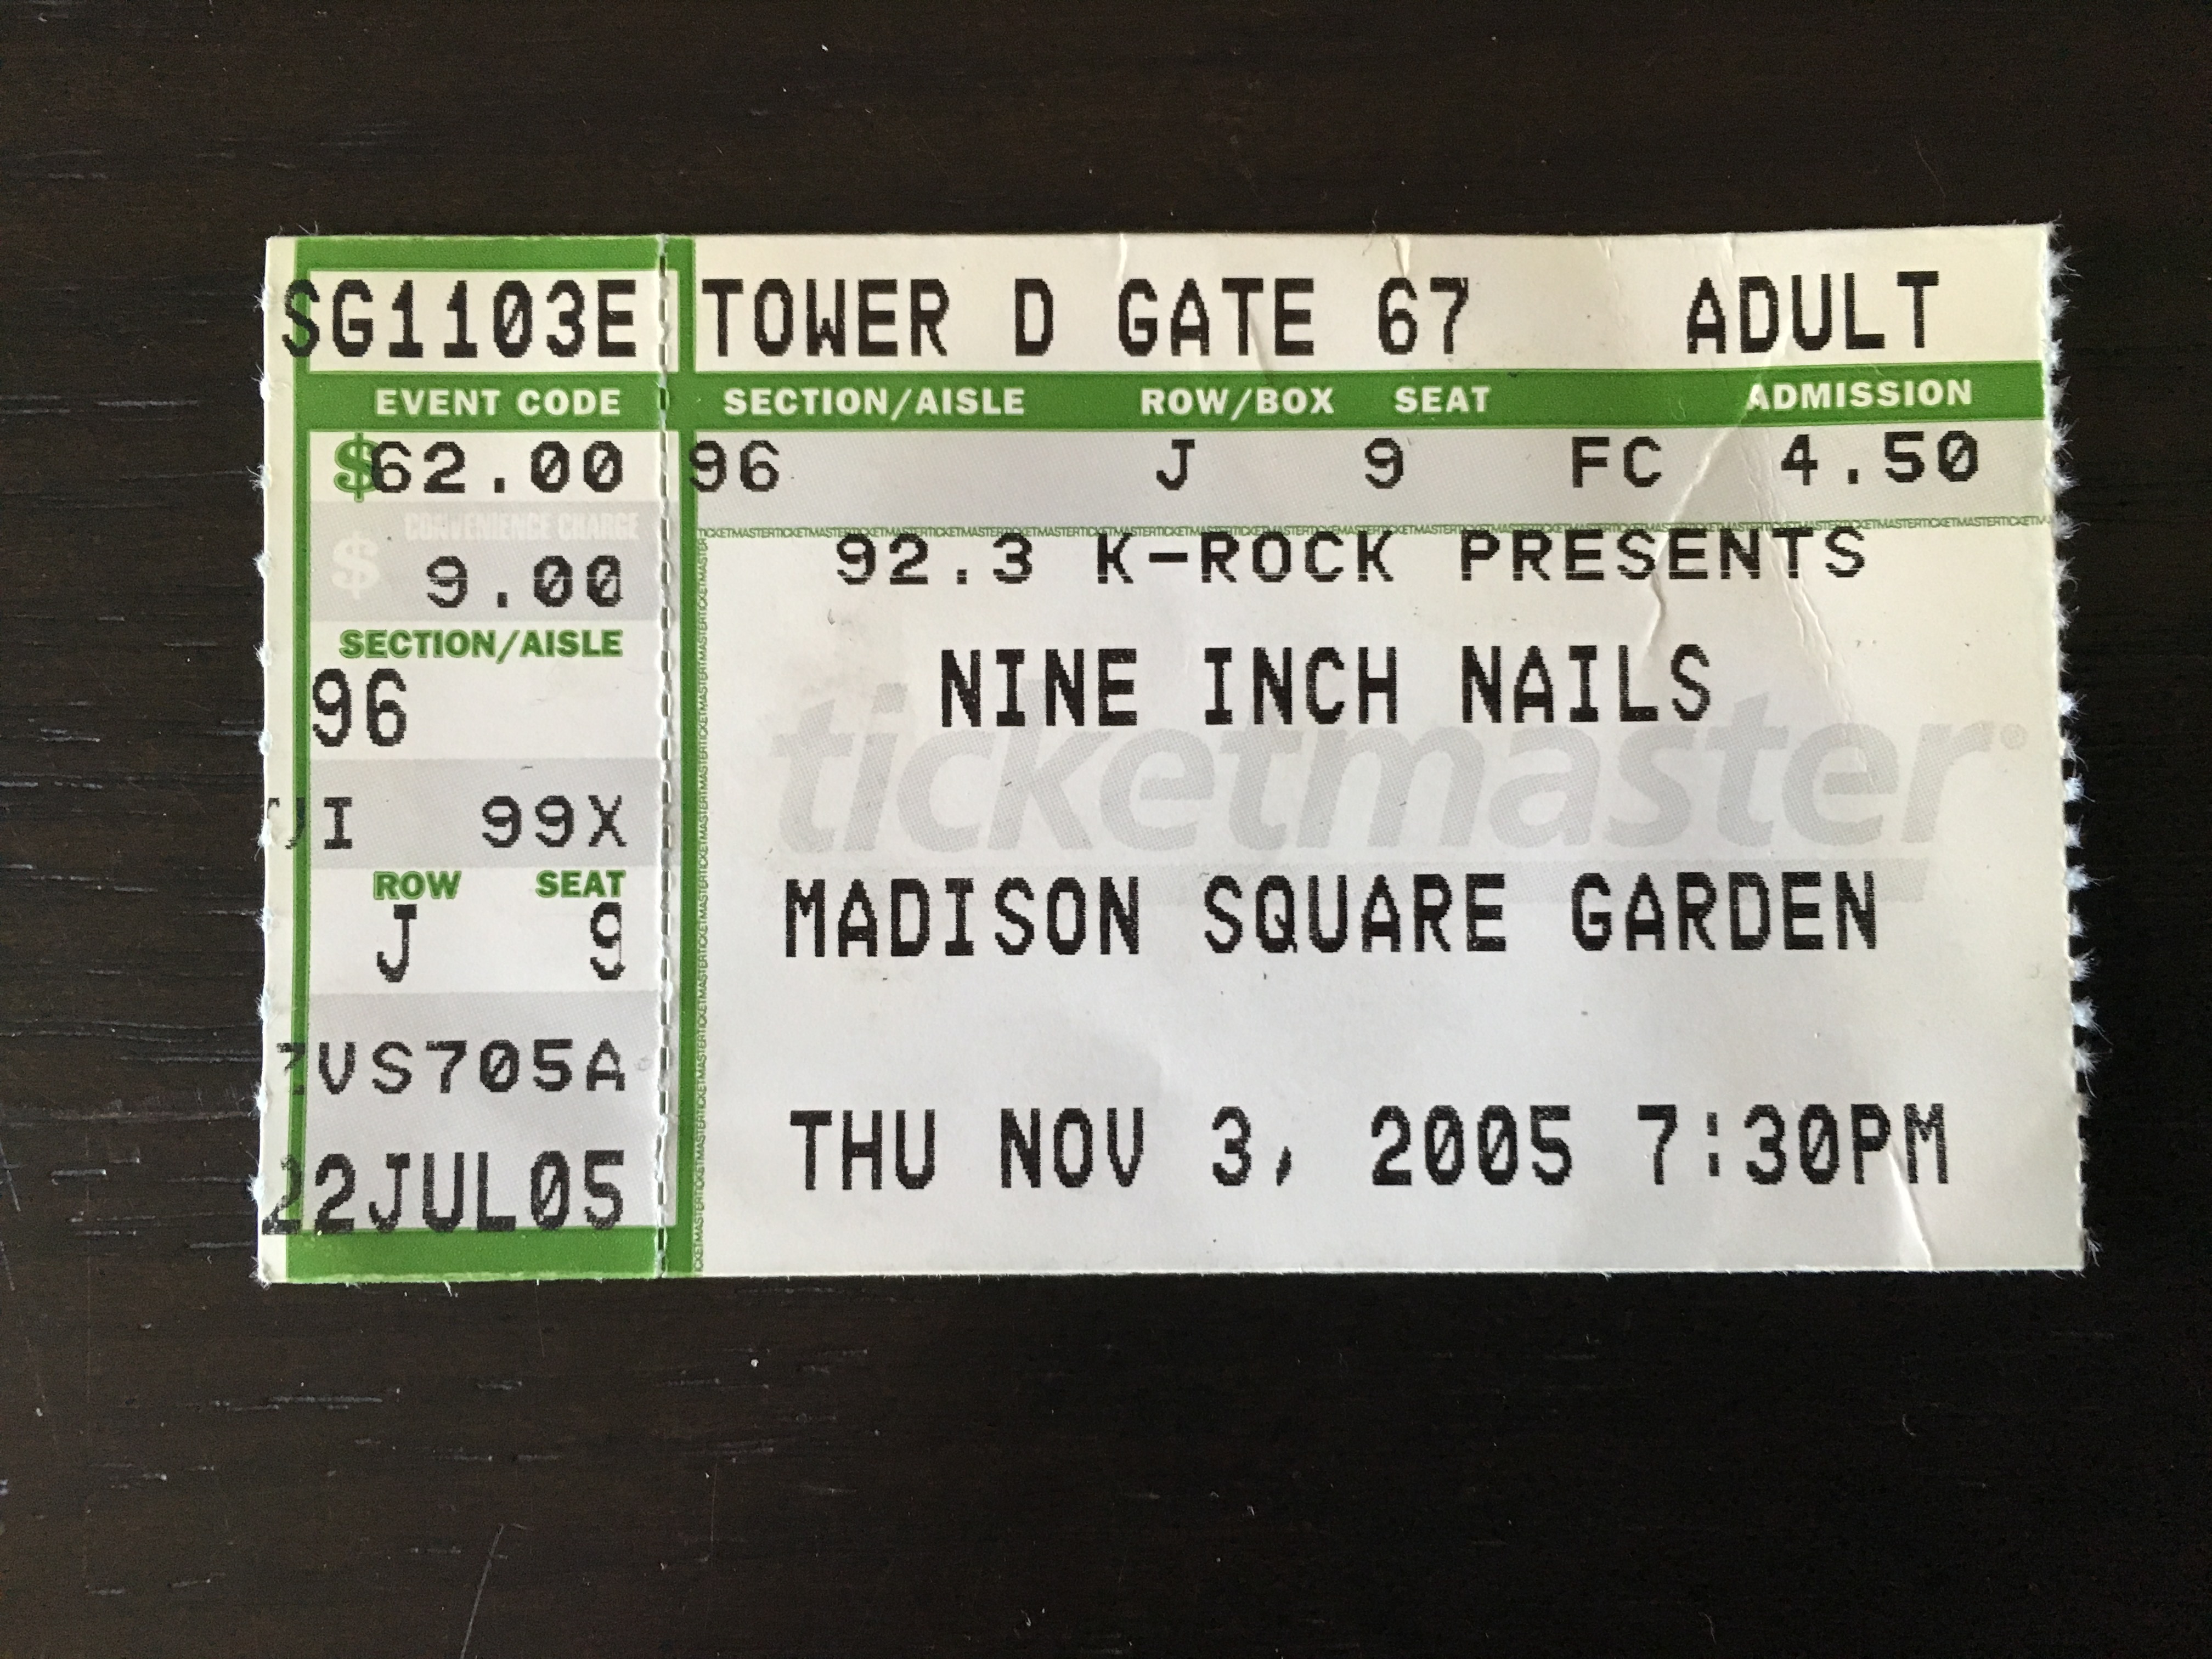 SG1103E
EVENT CODE
$62.00
CONVENIENCE CHARGE
$ 9.00
SECTION/AISLE
96
I 99X
ROW SEAT
J 9
VS705A
22JUL05
TOWER D GATE 67 ADULT
SECTION/AISLE ROW/BOX SEAT ADMISSION
96 J 9 FC 4.50
TICKETMASTERTICKETMASTERTICKETMASTERTICKETMASTERTICKETMASTER
92.3 K-ROCK PRESENTS
NINE INCH NAILS
ticketmaster®
MADISON SQUARE GARDEN
THU NOV 3, 2005 7:30PM